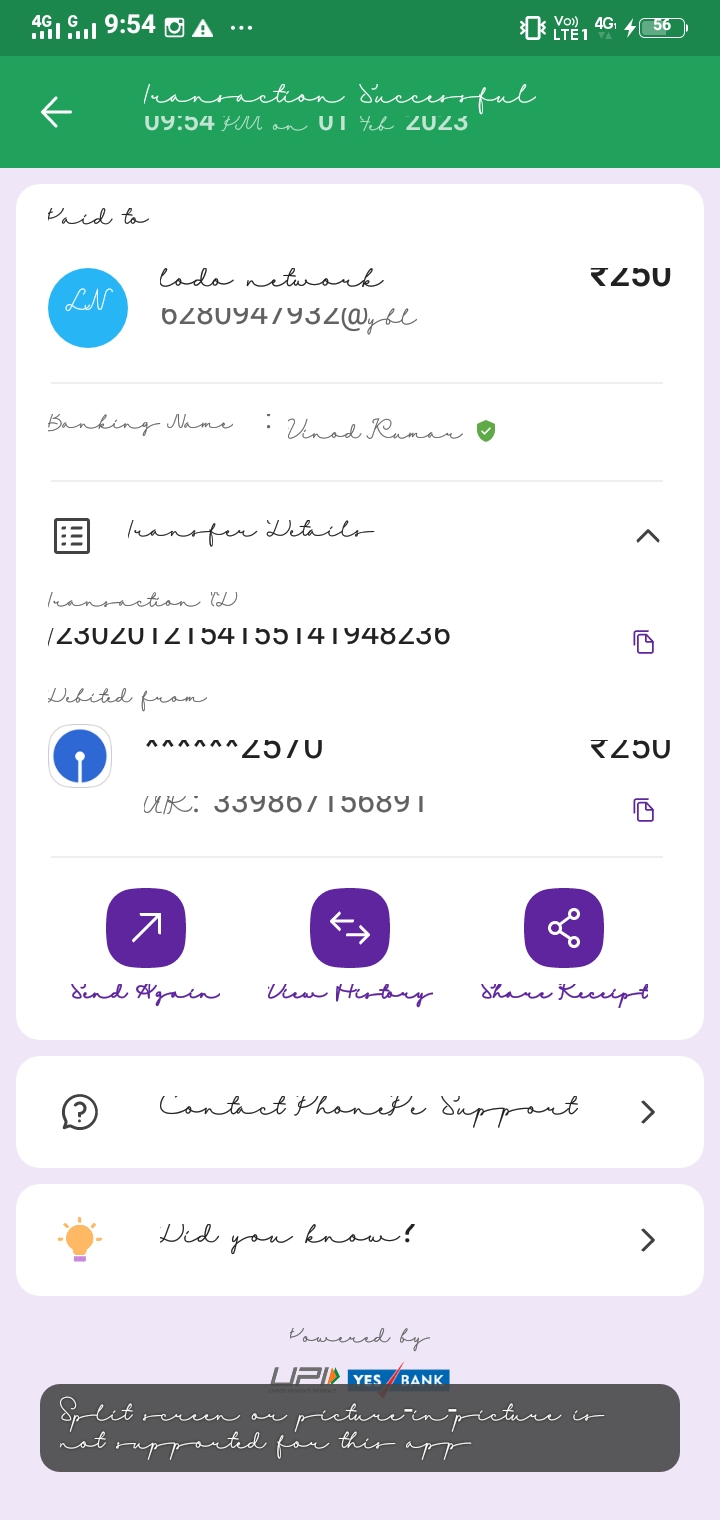 4G G 9:54 ... Vo)) LTE1 4G 56
Transaction Successful
09:54 PM on 01 Feb 2023
Paid to
LN lodo network ₹250
6280947932@ybl
Banking Name : Vinod Kumar
Transfer Details
Transaction ID
T2302012154155141948236
Debited from
******2570 ₹250
UTR: 339867156891
Send Again View History Share Receipt
Contact PhonePe Support
Did you know?
Powered by
UPI YES BANK
Split screen or picture-in-picture is
not supported for this app